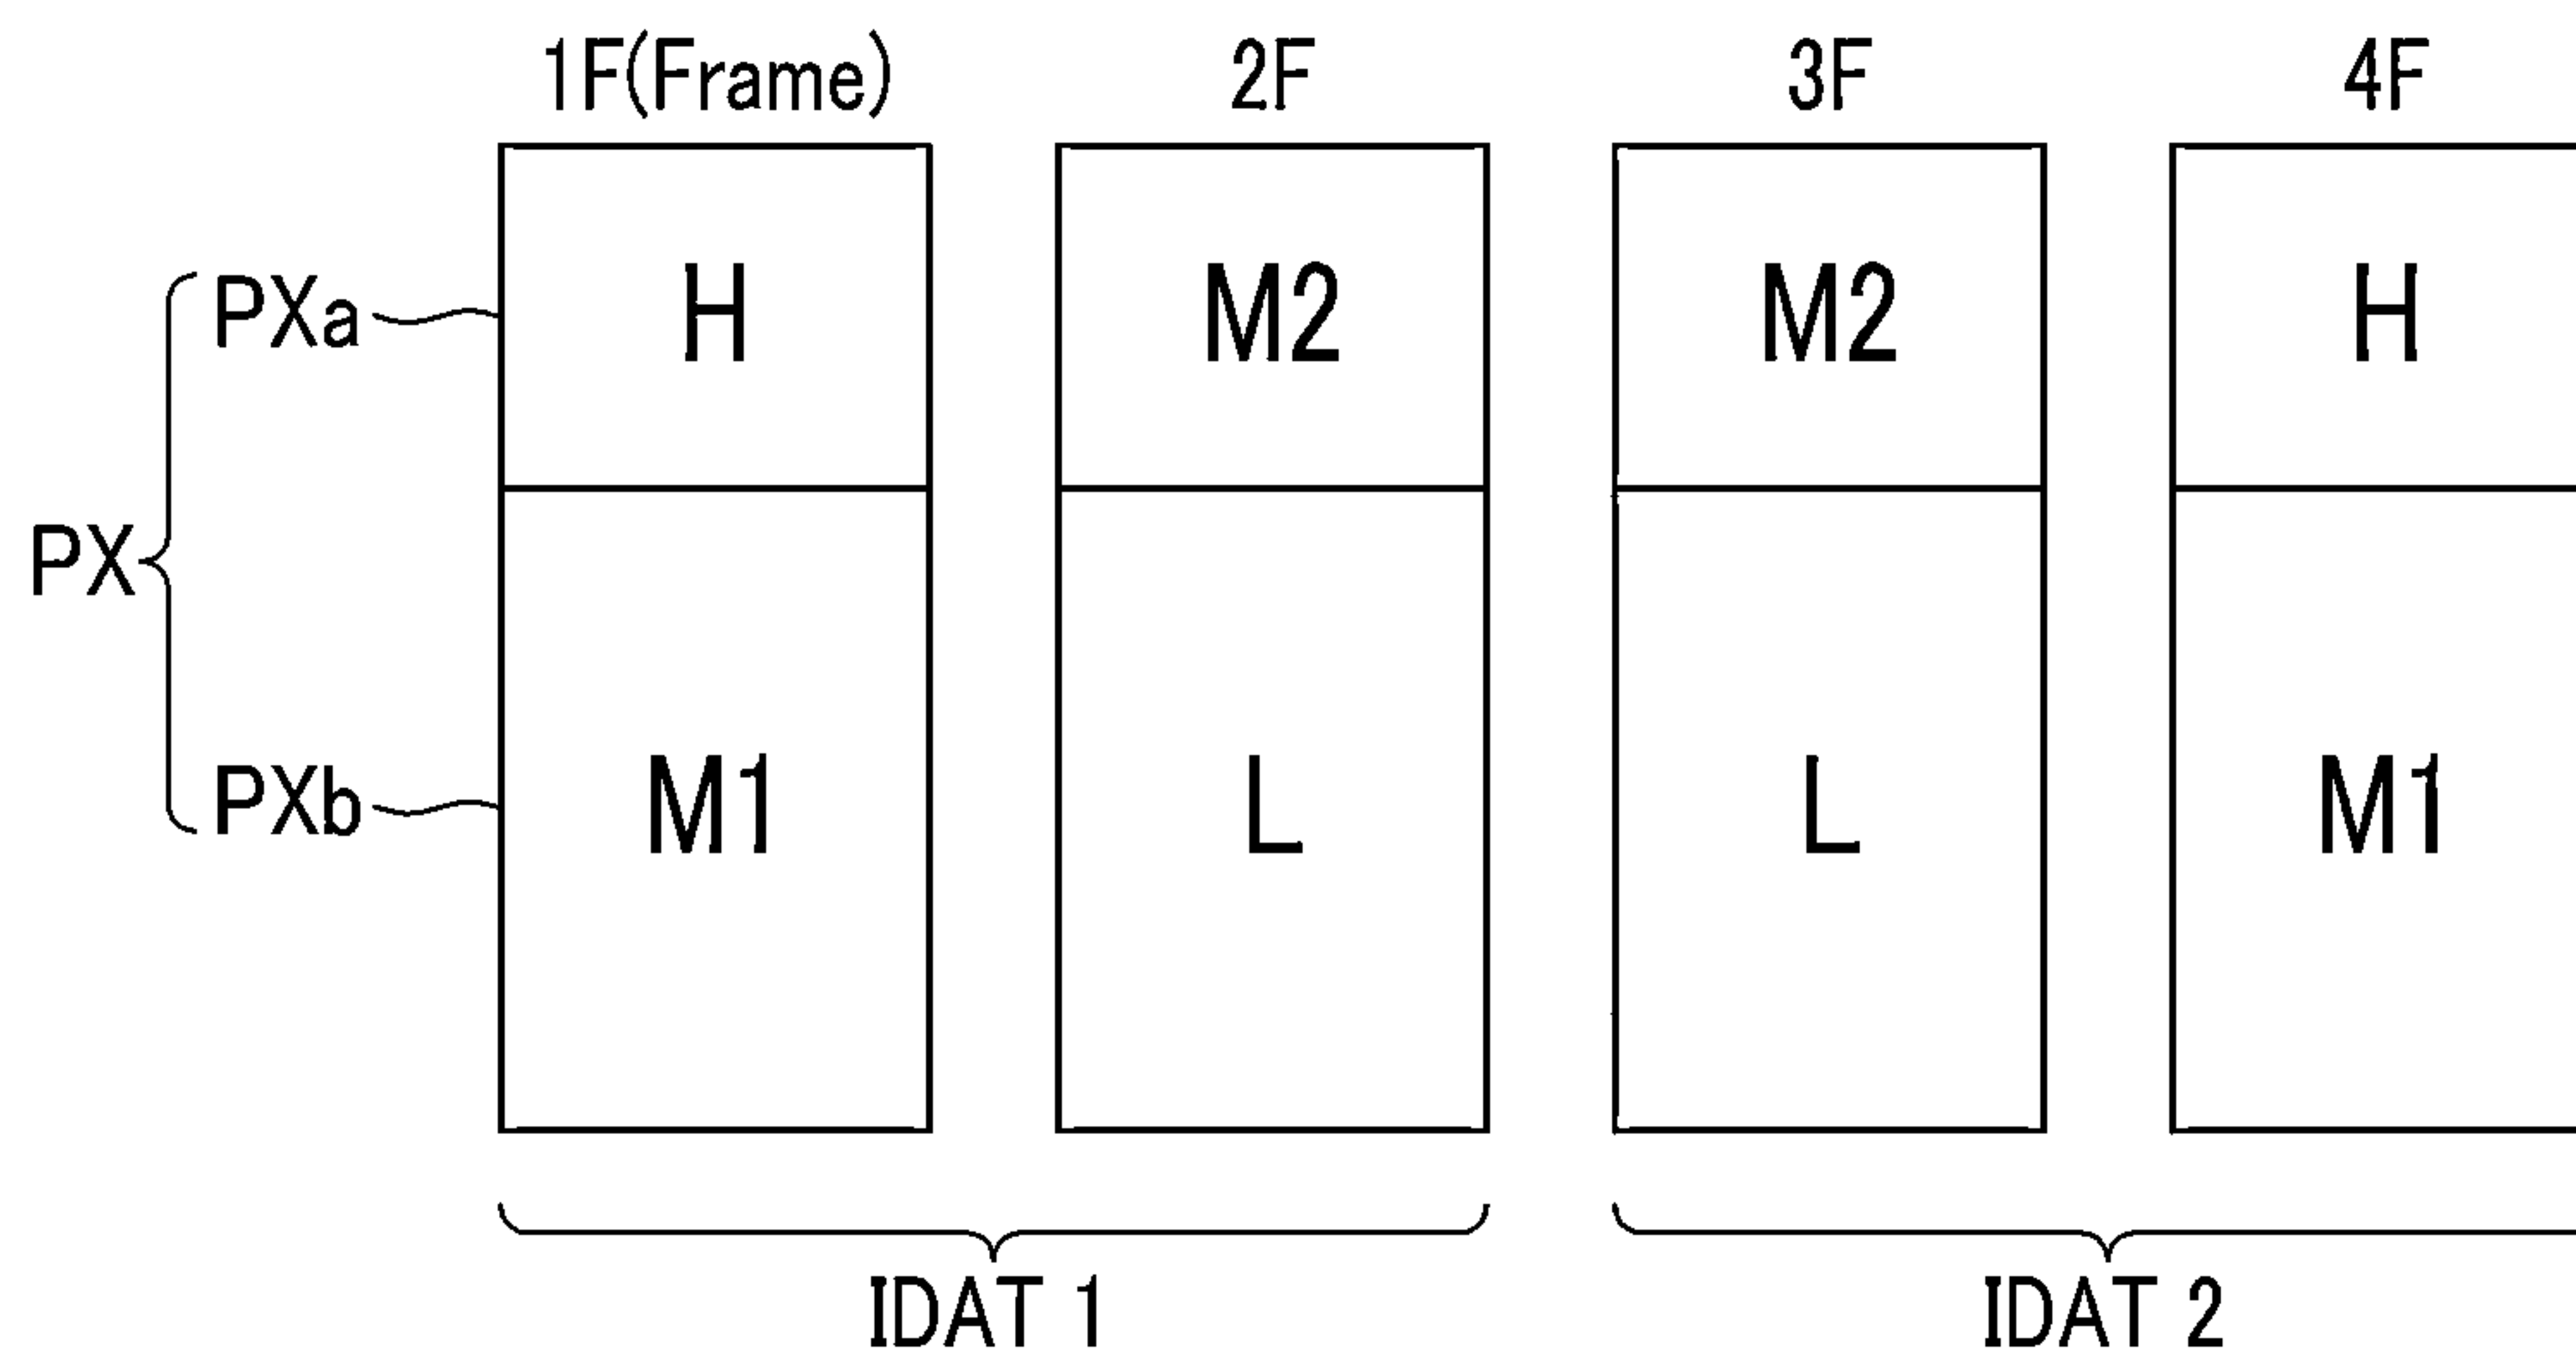 1F(Frame) 2F 3F 4F
PXa H M2 M2 H
PX
PXb M1 L L M1
IDAT 1 IDAT 2